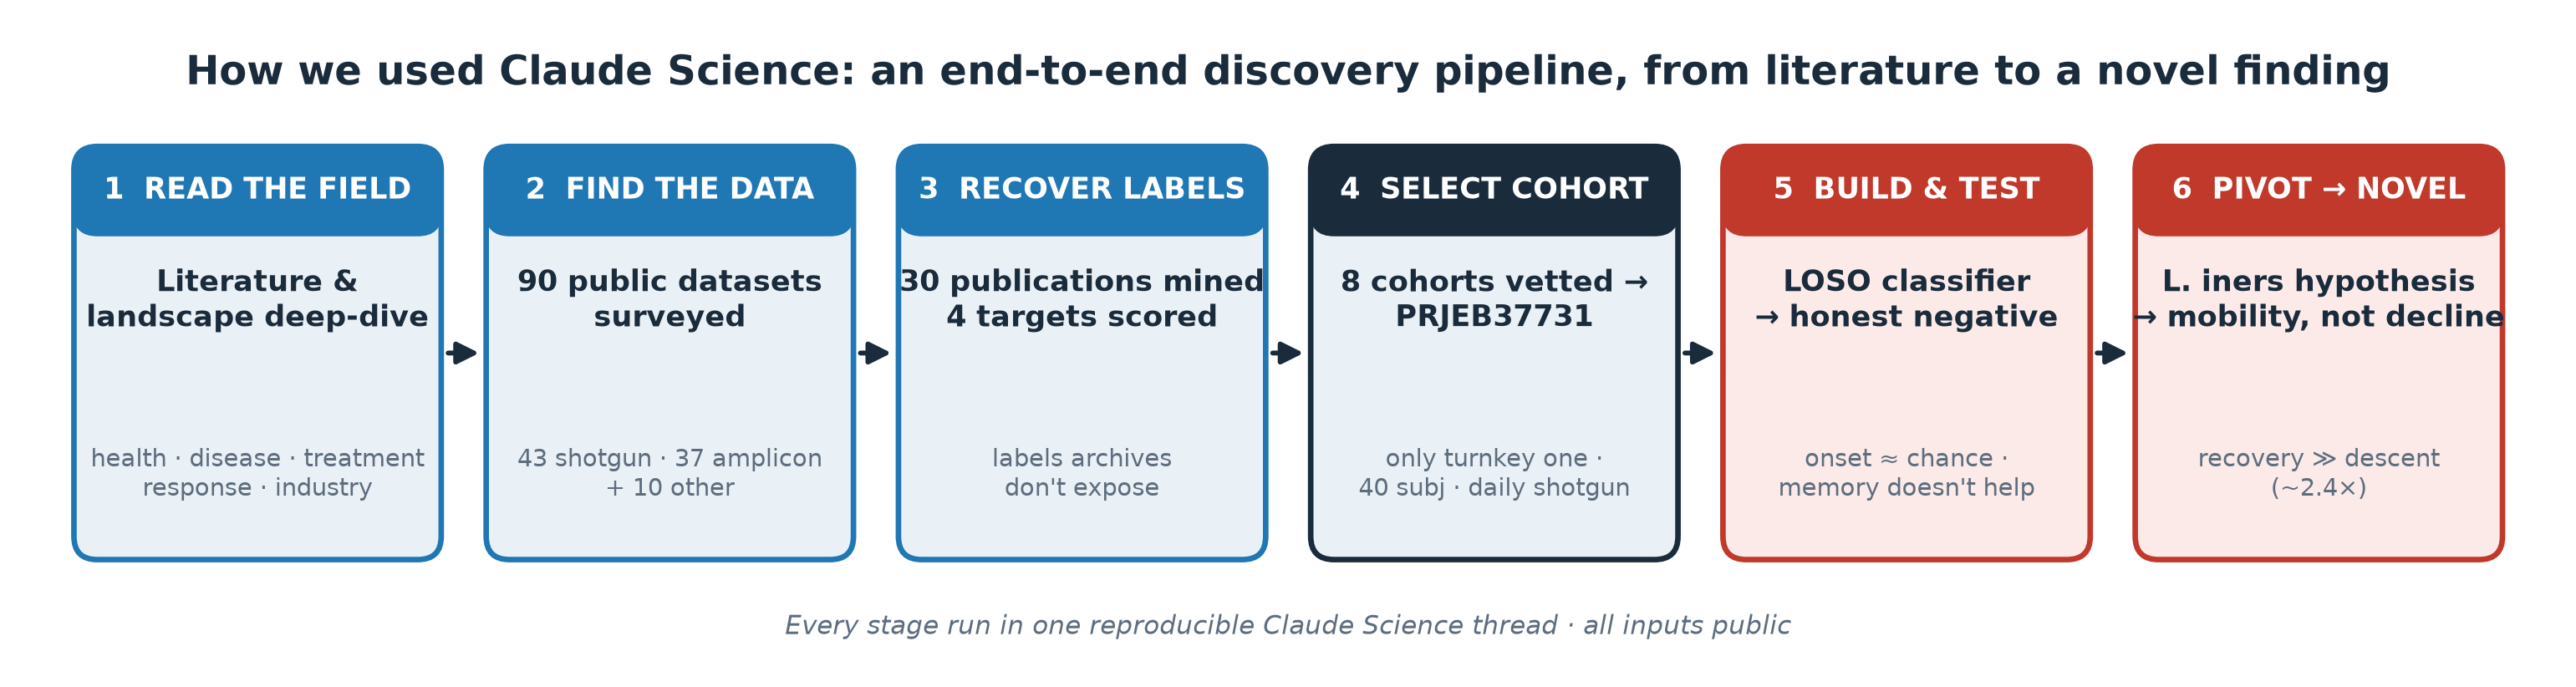 How we used Claude Science: an end-to-end discovery pipeline, from literature to a novel finding
1 READ THE FIELD
Literature &
landscape deep-dive
health · disease · treatment
response · industry
2 FIND THE DATA
90 public datasets
surveyed
43 shotgun · 37 amplicon
+ 10 other
3 RECOVER LABELS
30 publications mined
4 targets scored
labels archives
don't expose
4 SELECT COHORT
8 cohorts vetted →
PRJEB37731
only turnkey one ·
40 subj · daily shotgun
5 BUILD & TEST
LOSO classifier
→ honest negative
onset ≈ chance ·
memory doesn't help
6 PIVOT → NOVEL
L. iners hypothesis
→ mobility, not decline
recovery ≫ descent
(~2.4×)
Every stage run in one reproducible Claude Science thread · all inputs public